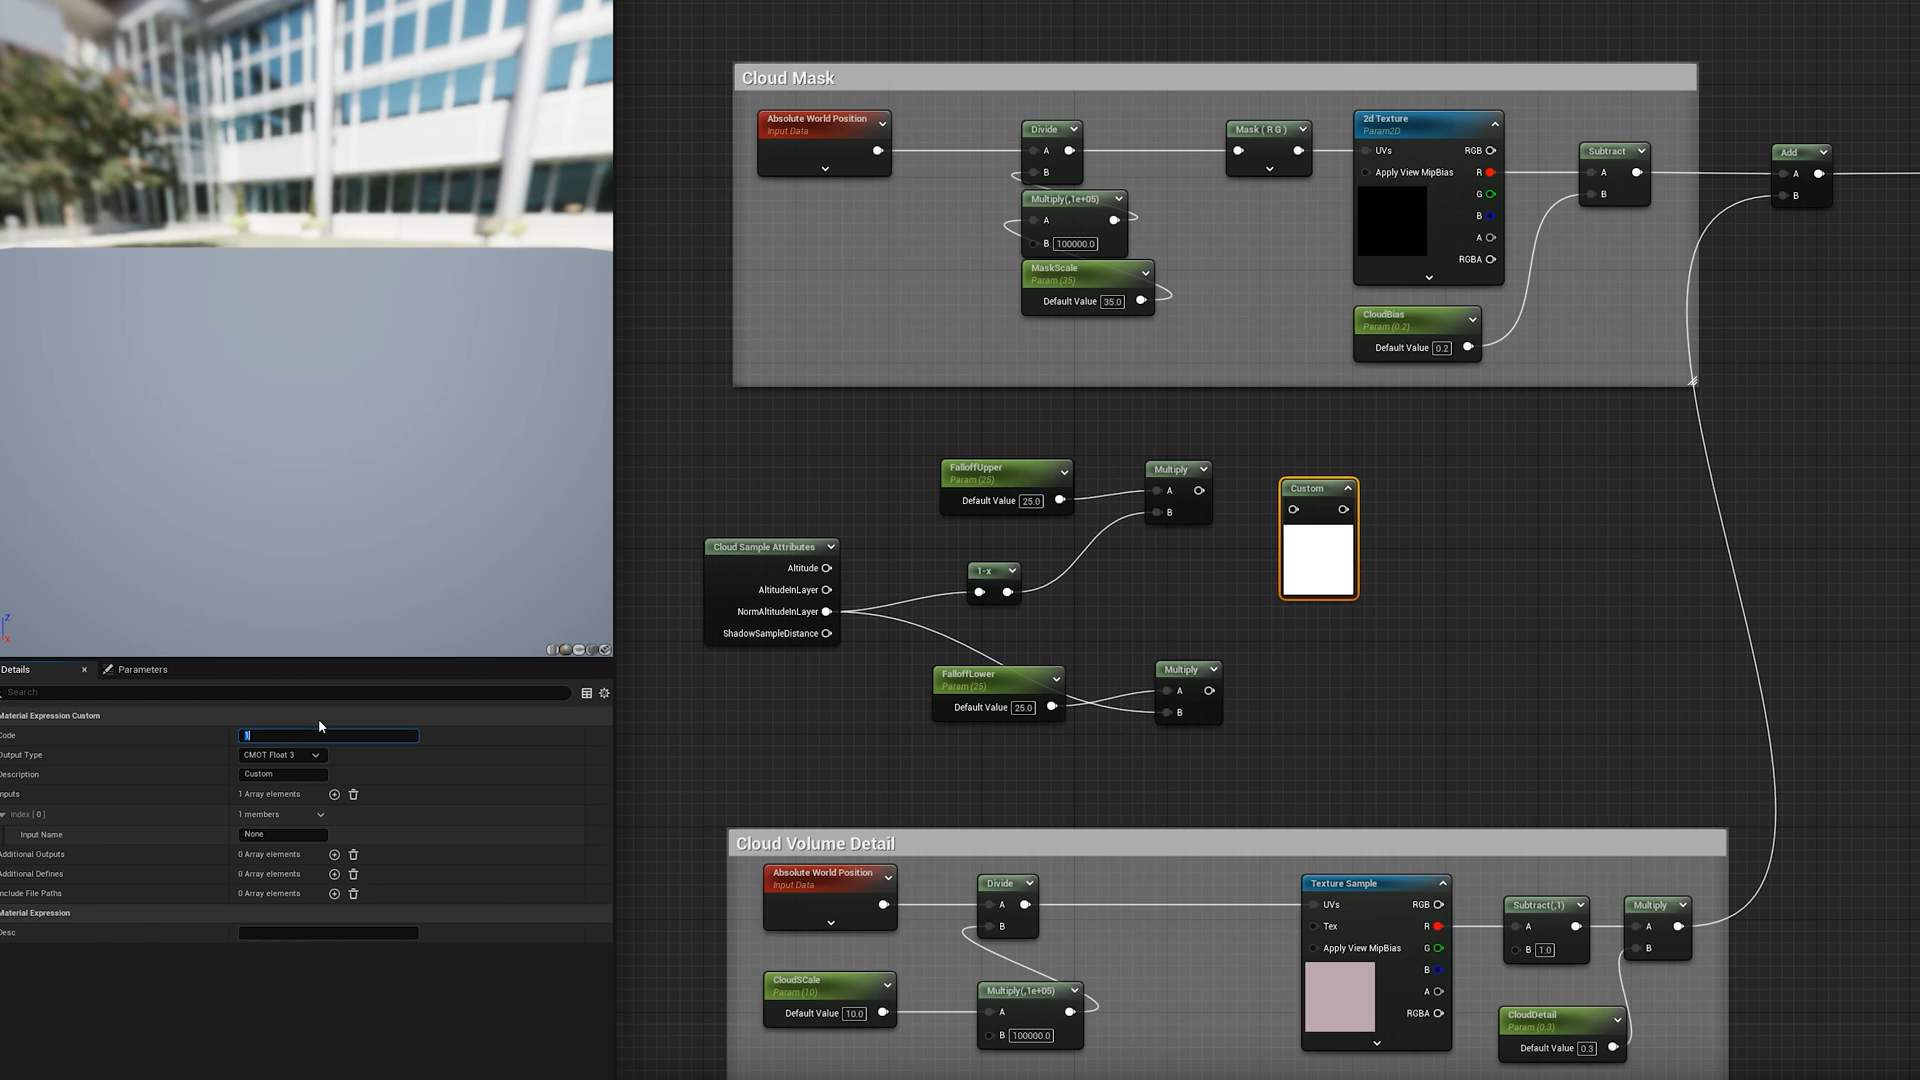 Cloud Mask
Absolute World Position
Input Data
Divide
A
B
Multiply(,1e+05)
A
B 100000.0
MaskScale
Param (35)
Default Value 35.0
Mask ( R G )
2d Texture
Param2D
UVs RGB
Apply View MipBias R
G
B
A
RGBA
CloudBias
Param (0.2)
Default Value 0.2
Subtract
A
B
Add
A
B
FalloffUpper
Param (25)
Default Value 25.0
Multiply
A
B
Custom
Cloud Sample Attributes
Altitude
AltitudeInLayer
NormAltitudeInLayer
ShadowSampleDistance
1-x
FalloffLower
Param (25)
Default Value 25.0
Multiply
A
B
Z
X
Details × Parameters
Search
Material Expression Custom
Code 1
Output Type CMOT Float 3
Description Custom
nputs 1 Array elements
Index [ 0 ] 1 members
Input Name None
Additional Outputs 0 Array elements
Additional Defines 0 Array elements
nclude File Paths 0 Array elements
Material Expression
Desc
Cloud Volume Detail
Absolute World Position
Input Data
Divide
A
B
CloudSCale
Param (10)
Default Value 10.0
Multiply(,1e+05)
A
B 100000.0
Texture Sample
UVs RGB
Tex R
Apply View MipBias G
B
A
RGBA
Subtract(,1)
A
B 1.0
Multiply
A
B
CloudDetail
Param (0.3)
Default Value 0.3